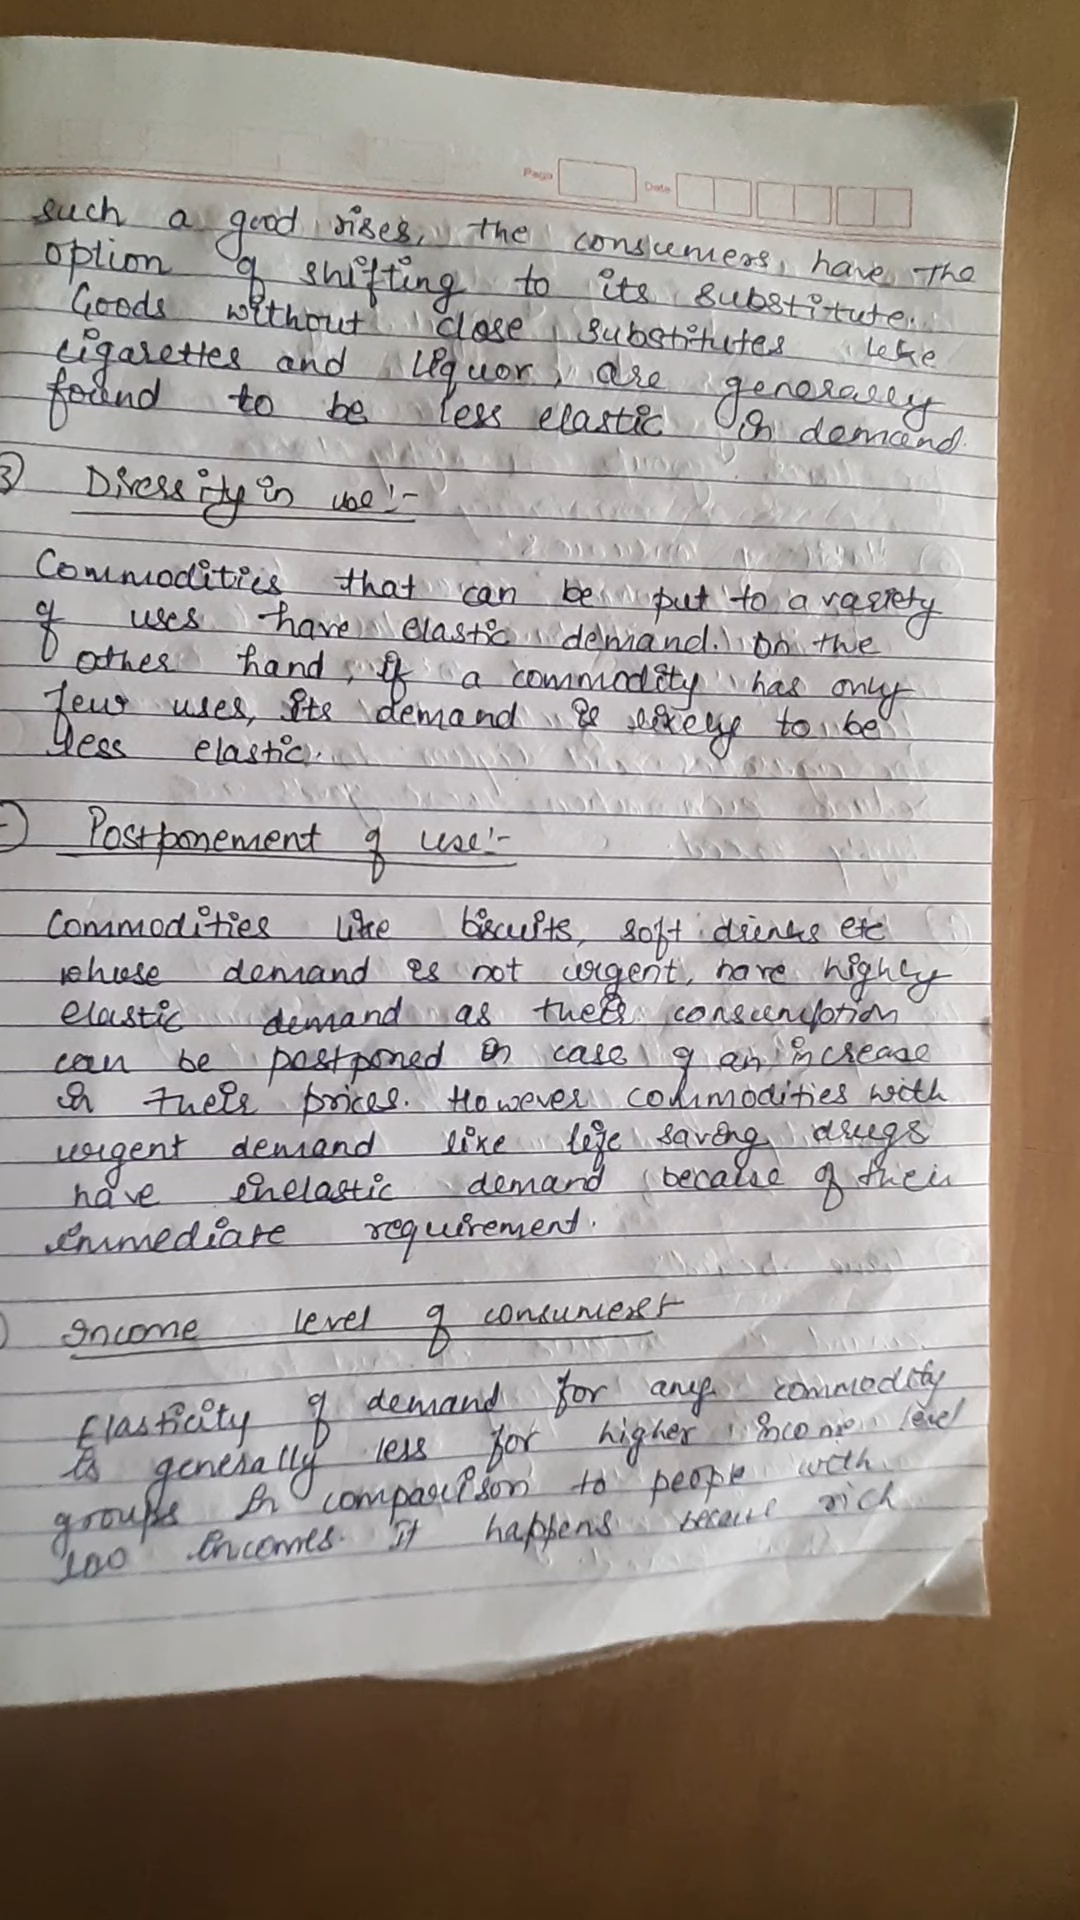 Page Date
such a good rises, the consumers, have the
option of shifting to its substitute.
Goods without close substitutes like
cigarettes and liquor, are generally
found to be less elastic in demand.
3 Diversity in use:-
Commodities that can be put to a variety
of uses have elastic demand. On the
other hand, if a commodity has only
few uses, its demand is likely to be
less elastic.
Postponement of use:-
Commodities like biscuits, soft drinks etc
whose demand is not urgent, have highly
elastic demand as their consumption
can be postponed in case of an increase
in their prices. However commodities with
urgent demand like life saving drugs
have inelastic demand because of their
immediate requirement.
Income level of consumers
Elasticity of demand for any commodity
is generally less for higher income level
groups in comparison to people with
low incomes. It happens because rich